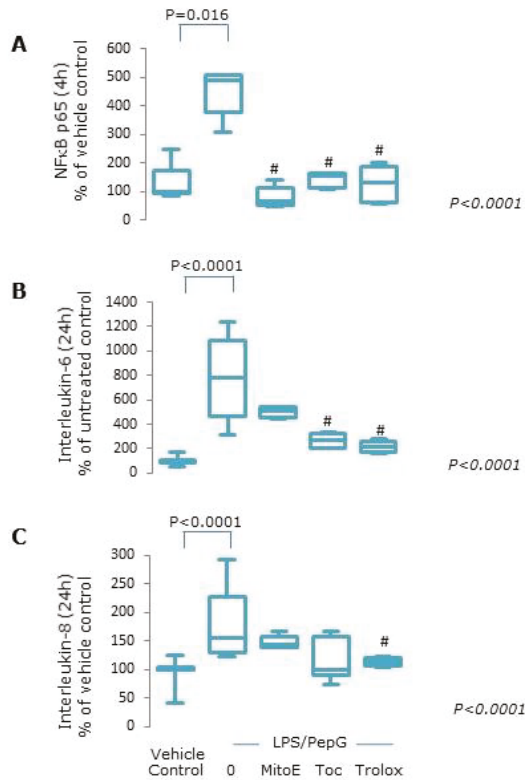 P=0.016
A
NFκB p65 (4h)
% of vehicle control
600
500
400
300
200
100
0
#
#
#
P<0.0001
P<0.0001
B
Interleukin-6 (24h)
% of untreated control
1400
1200
1000
800
600
400
200
0
#
#
P<0.0001
P<0.0001
C
Interleukin-8 (24h)
% of vehicle control
300
250
200
150
100
50
0
#
P<0.0001
LPS/PepG
Vehicle
Control
0
MitoE
Toc
Trolox